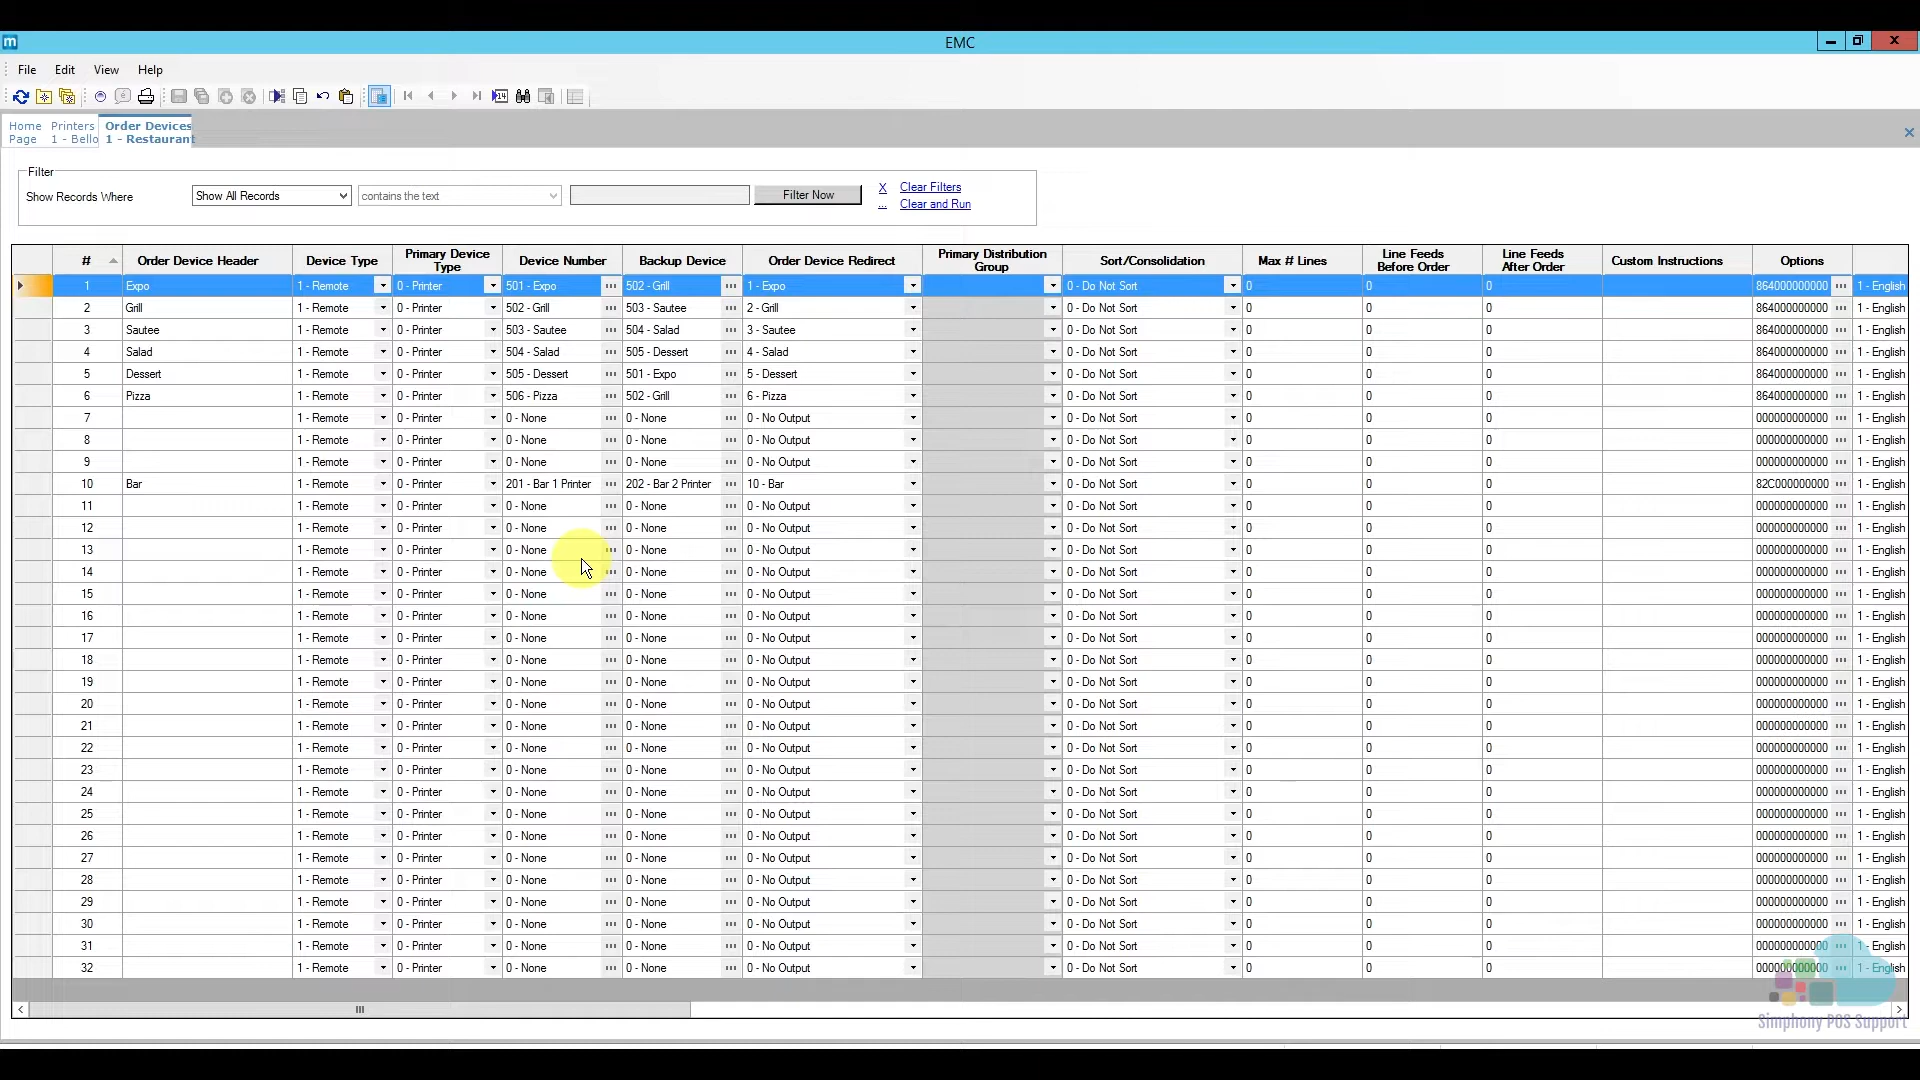 EMC
File Edit View Help
Home Page
Printers 1 - Bello
Order Devices 1 - Restaurant
Filter
Show Records Where Show All Records contains the text Filter Now X Clear Filters
... Clear and Run
# Order Device Header Device Type Primary Device Type Device Number Backup Device Order Device Redirect Primary Distribution Group Sort/Consolidation Max # Lines Line Feeds Before Order Line Feeds After Order Custom Instructions Options
1 Expo 1 - Remote 0 - Printer 501 - Expo 502 - Grill 1 - Expo 0 - Do Not Sort 0 0 0 864000000000 1 - English
2 Grill 1 - Remote 0 - Printer 502 - Grill 503 - Sautee 2 - Grill 0 - Do Not Sort 0 0 0 864000000000 1 - English
3 Sautee 1 - Remote 0 - Printer 503 - Sautee 504 - Salad 3 - Sautee 0 - Do Not Sort 0 0 0 864000000000 1 - English
4 Salad 1 - Remote 0 - Printer 504 - Salad 505 - Dessert 4 - Salad 0 - Do Not Sort 0 0 0 864000000000 1 - English
5 Dessert 1 - Remote 0 - Printer 505 - Dessert 501 - Expo 5 - Dessert 0 - Do Not Sort 0 0 0 864000000000 1 - English
6 Pizza 1 - Remote 0 - Printer 506 - Pizza 502 - Grill 6 - Pizza 0 - Do Not Sort 0 0 0 864000000000 1 - English
7 1 - Remote 0 - Printer 0 - None 0 - None 0 - No Output 0 - Do Not Sort 0 0 0 000000000000 1 - English
8 1 - Remote 0 - Printer 0 - None 0 - None 0 - No Output 0 - Do Not Sort 0 0 0 000000000000 1 - English
9 1 - Remote 0 - Printer 0 - None 0 - None 0 - No Output 0 - Do Not Sort 0 0 0 000000000000 1 - English
10 Bar 1 - Remote 0 - Printer 201 - Bar 1 Printer 202 - Bar 2 Printer 10 - Bar 0 - Do Not Sort 0 0 0 82C000000000 1 - English
11 1 - Remote 0 - Printer 0 - None 0 - None 0 - No Output 0 - Do Not Sort 0 0 0 000000000000 1 - English
12 1 - Remote 0 - Printer 0 - None 0 - None 0 - No Output 0 - Do Not Sort 0 0 0 000000000000 1 - English
13 1 - Remote 0 - Printer 0 - None 0 - None 0 - No Output 0 - Do Not Sort 0 0 0 000000000000 1 - English
14 1 - Remote 0 - Printer 0 - None 0 - None 0 - No Output 0 - Do Not Sort 0 0 0 000000000000 1 - English
15 1 - Remote 0 - Printer 0 - None 0 - None 0 - No Output 0 - Do Not Sort 0 0 0 000000000000 1 - English
16 1 - Remote 0 - Printer 0 - None 0 - None 0 - No Output 0 - Do Not Sort 0 0 0 000000000000 1 - English
17 1 - Remote 0 - Printer 0 - None 0 - None 0 - No Output 0 - Do Not Sort 0 0 0 000000000000 1 - English
18 1 - Remote 0 - Printer 0 - None 0 - None 0 - No Output 0 - Do Not Sort 0 0 0 000000000000 1 - English
19 1 - Remote 0 - Printer 0 - None 0 - None 0 - No Output 0 - Do Not Sort 0 0 0 000000000000 1 - English
20 1 - Remote 0 - Printer 0 - None 0 - None 0 - No Output 0 - Do Not Sort 0 0 0 000000000000 1 - English
21 1 - Remote 0 - Printer 0 - None 0 - None 0 - No Output 0 - Do Not Sort 0 0 0 000000000000 1 - English
22 1 - Remote 0 - Printer 0 - None 0 - None 0 - No Output 0 - Do Not Sort 0 0 0 000000000000 1 - English
23 1 - Remote 0 - Printer 0 - None 0 - None 0 - No Output 0 - Do Not Sort 0 0 0 000000000000 1 - English
24 1 - Remote 0 - Printer 0 - None 0 - None 0 - No Output 0 - Do Not Sort 0 0 0 000000000000 1 - English
25 1 - Remote 0 - Printer 0 - None 0 - None 0 - No Output 0 - Do Not Sort 0 0 0 000000000000 1 - English
26 1 - Remote 0 - Printer 0 - None 0 - None 0 - No Output 0 - Do Not Sort 0 0 0 000000000000 1 - English
27 1 - Remote 0 - Printer 0 - None 0 - None 0 - No Output 0 - Do Not Sort 0 0 0 000000000000 1 - English
28 1 - Remote 0 - Printer 0 - None 0 - None 0 - No Output 0 - Do Not Sort 0 0 0 000000000000 1 - English
29 1 - Remote 0 - Printer 0 - None 0 - None 0 - No Output 0 - Do Not Sort 0 0 0 000000000000 1 - English
30 1 - Remote 0 - Printer 0 - None 0 - None 0 - No Output 0 - Do Not Sort 0 0 0 000000000000 1 - English
31 1 - Remote 0 - Printer 0 - None 0 - None 0 - No Output 0 - Do Not Sort 0 0 0 000000000000 1 - English
32 1 - Remote 0 - Printer 0 - None 0 - None 0 - No Output 0 - Do Not Sort 0 0 0 000000000000 1 - English
Simphony POS Support